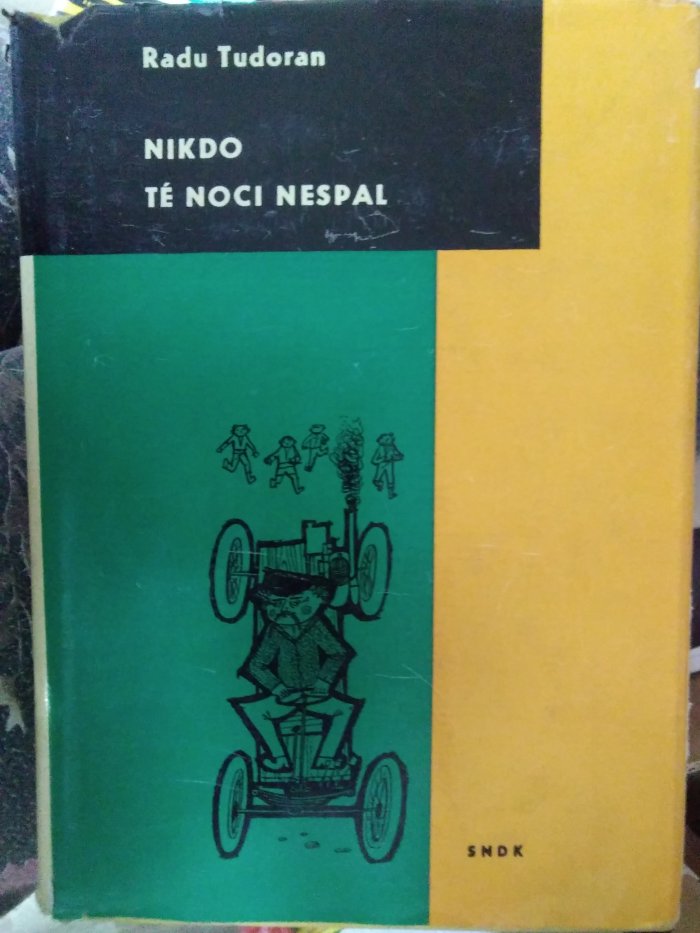 Radu Tudoran
NIKDO
TÉ NOCI NESPAL
SNDK